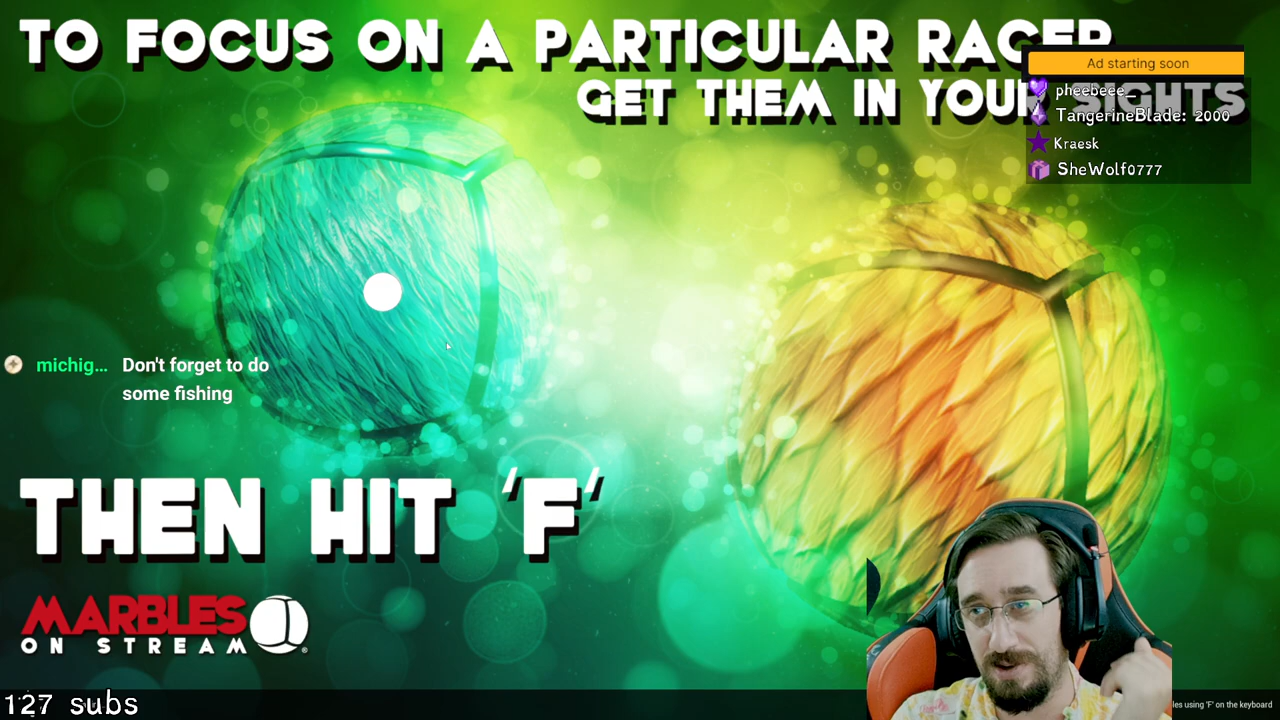 TO FOCUS ON A PARTICULAR RACER
GET THEM IN YOUR SIGHTS
Ad starting soon
pheebeee_
TangerineBlade: 2000
Kraesk
SheWolf0777
michig... Don't forget to do
some fishing
THEN HIT 'F'
MARBLES
ON STREAM
127 subs
les using 'F' on the keyboard